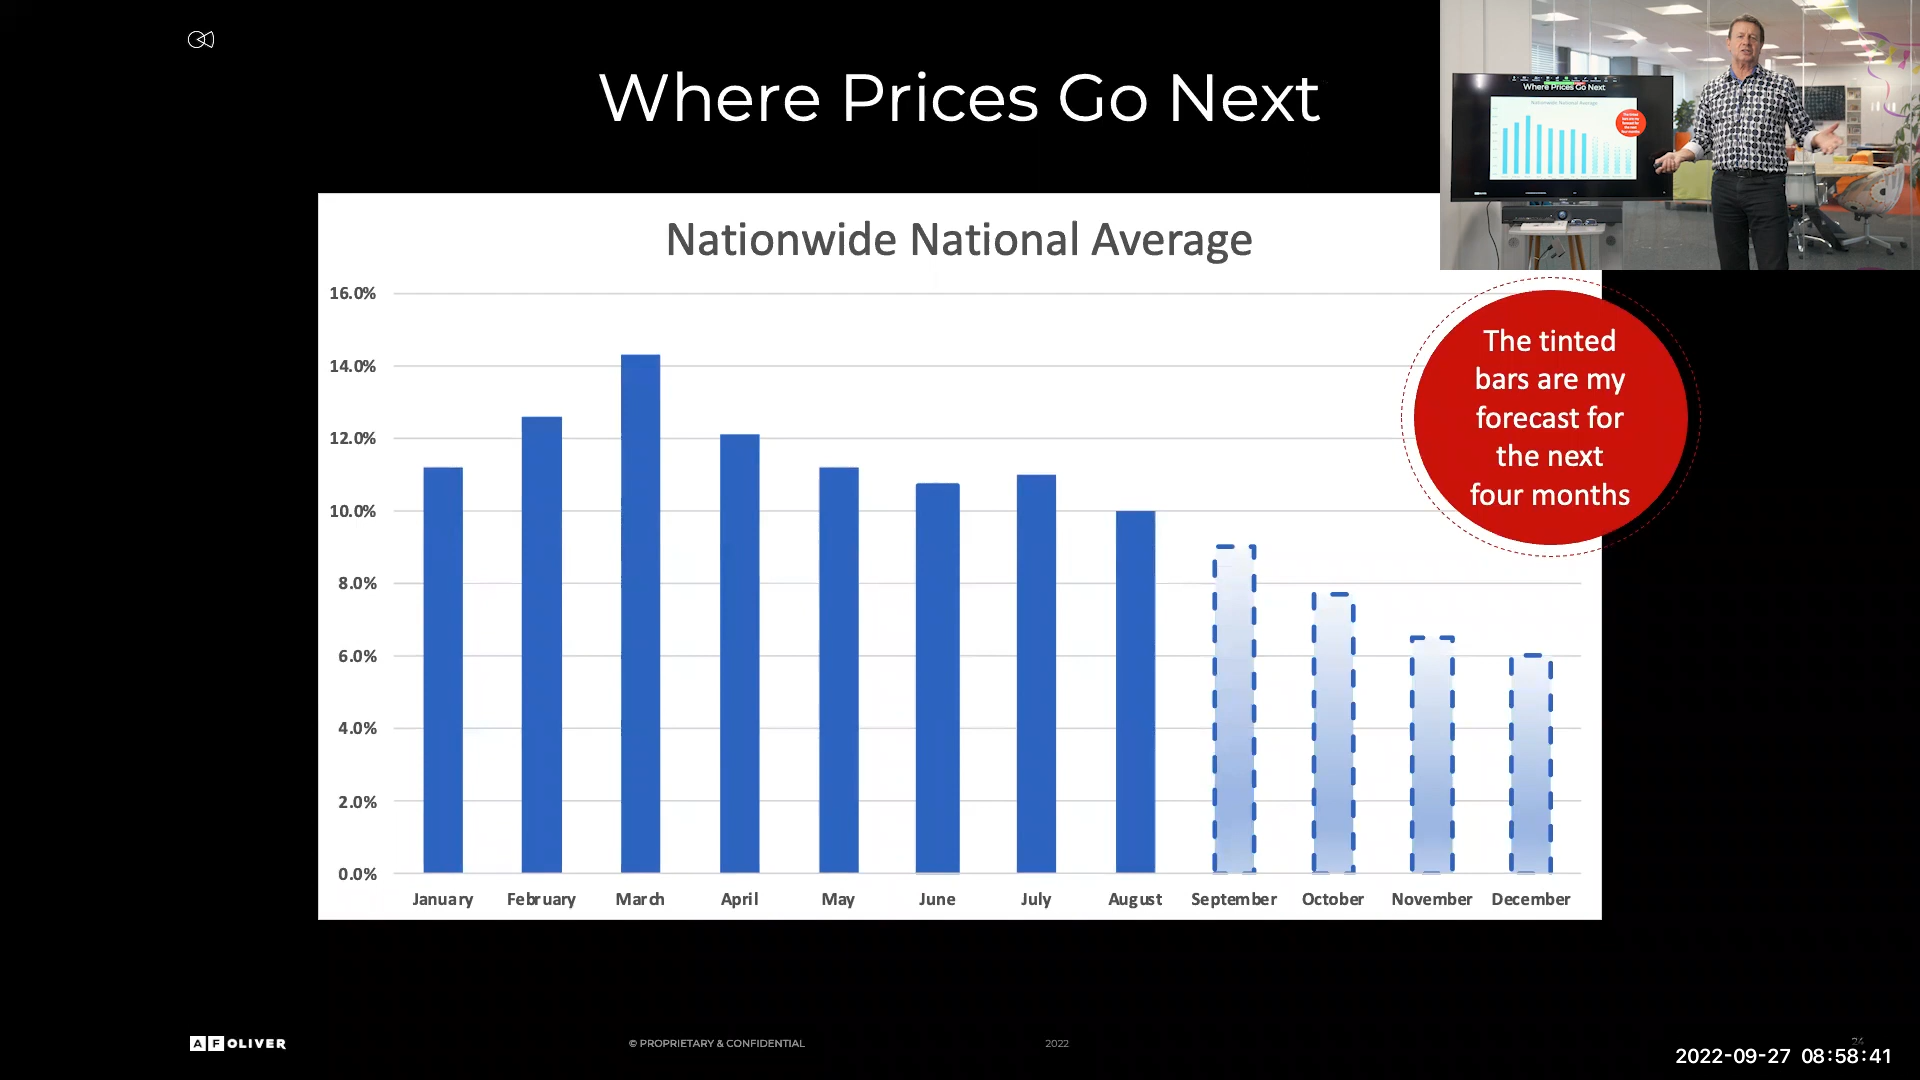 Where Prices Go Next
Where Prices Go Next
Nationwide National Average
16.0%
14.0%
12.0%
10.0%
8.0%
6.0%
4.0%
2.0%
0.0%
January February March April May June July August September October November December
The tinted
bars are my
forecast for
the next
four months
AF OLIVER
© PROPRIETARY & CONFIDENTIAL
2022
24
2022-09-27 08:58:41